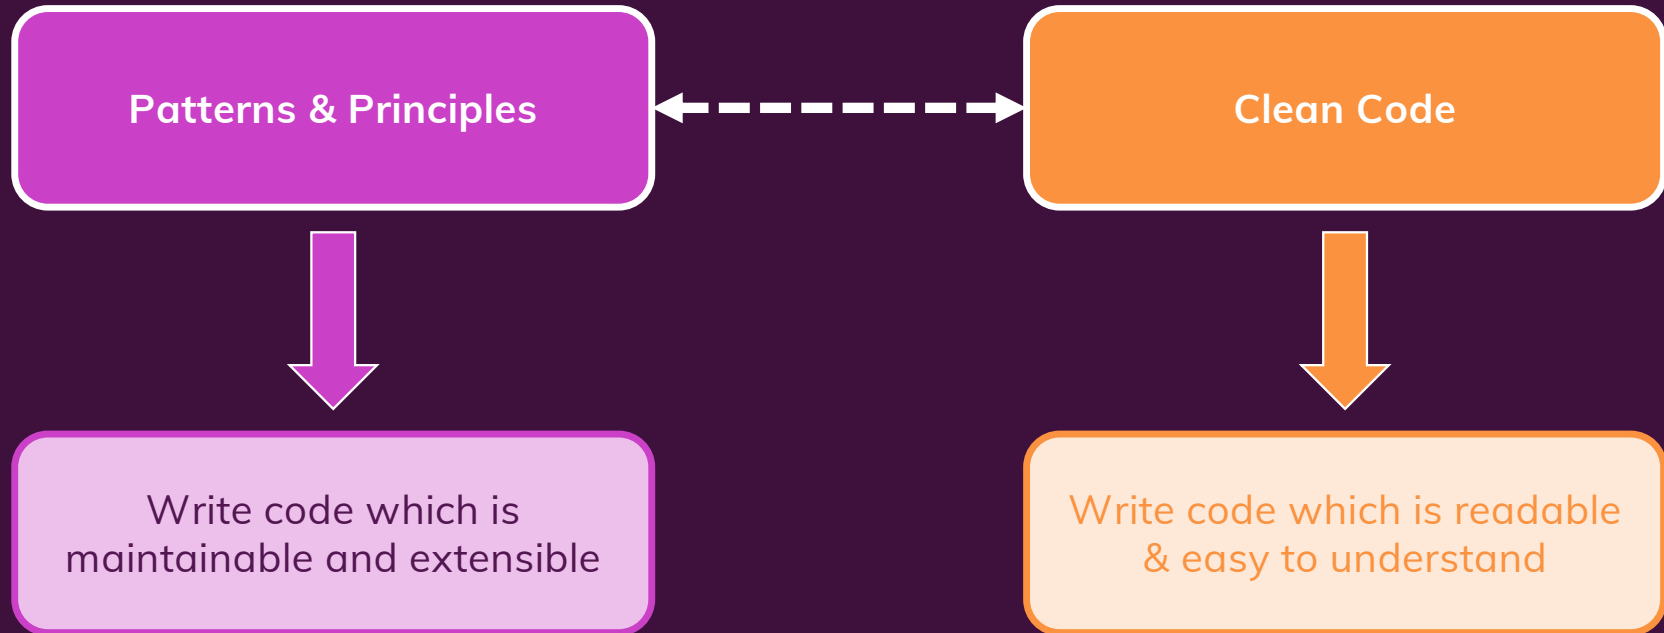 Patterns & Principles
Clean Code
Write code which is
maintainable and extensible
Write code which is readable
& easy to understand